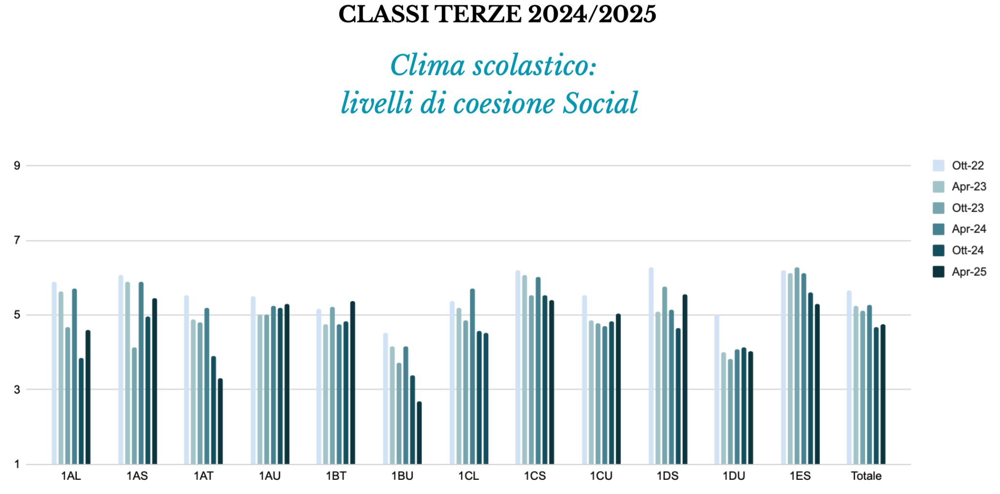 CLASSI TERZE 2024/2025
Clima scolastico:
livelli di coesione Social
9
7
5
3
1
1AL 1AS 1AT 1AU 1BT 1BU 1CL 1CS 1CU 1DS 1DU 1ES Totale
Ott-22
Apr-23
Ott-23
Apr-24
Ott-24
Apr-25